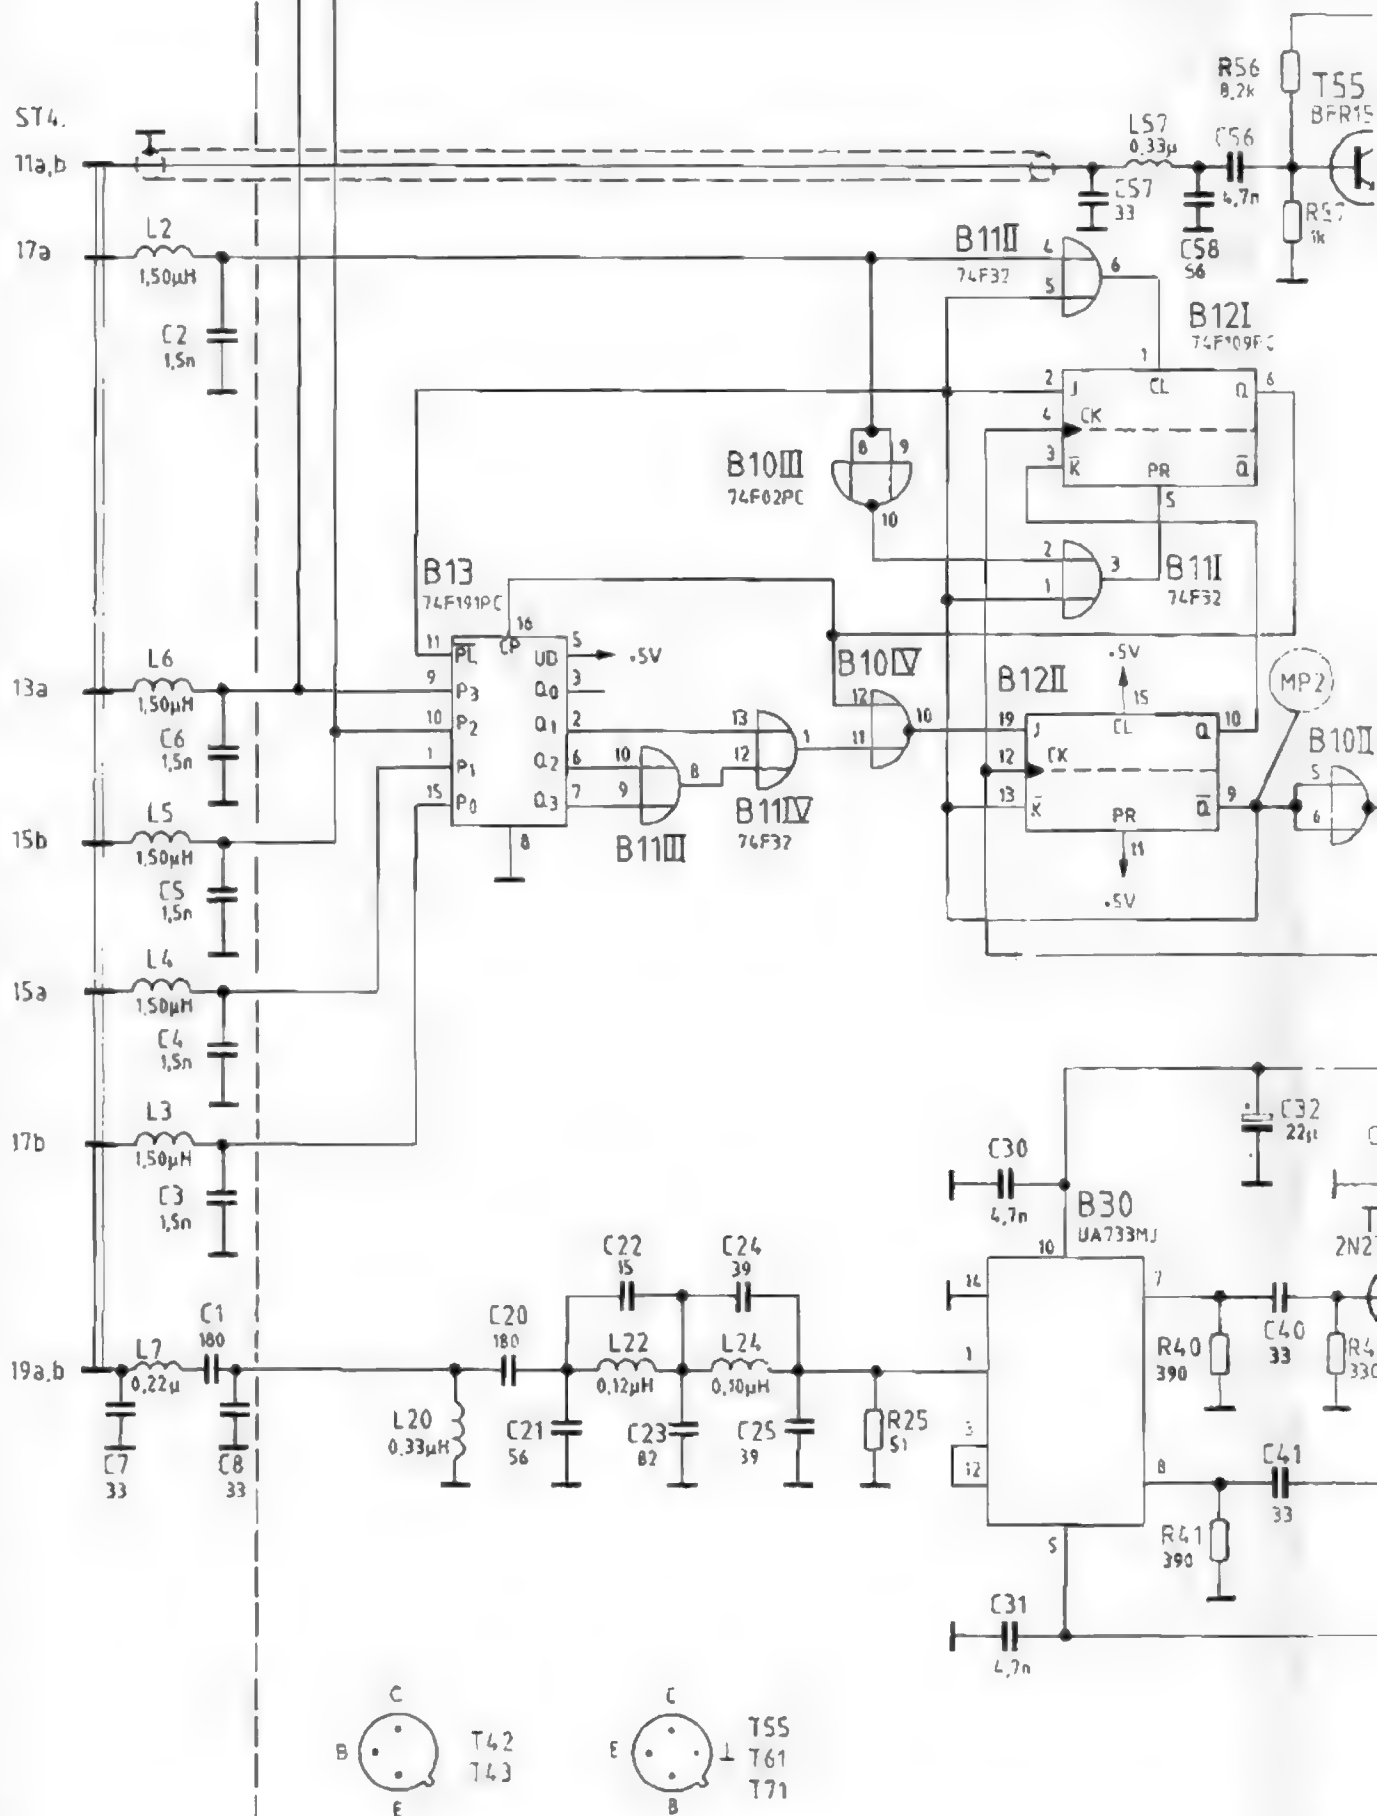 R56
8,2k
T55
ST4.
L57
0,33µ
C56
4,7n
11a,b
C57
33
R57
1k
C58
56
L2
17a
1,50µH
B11II
74F32
4
5
6
C2
1,5n
B12I
1
2
J
CL
Q
6
4
CK
3
K̅
PR
Q̅
5
B10III
74F02PC
8
9
10
2
1
3
B11I
74F32
B13
74F191PC
16
11
P̅L̅
CP
UD
5
.5V
L6
13a
1,50µH
9
P3
Q0
3
10
P2
Q1
2
1
P1
Q2
6
15
P0
Q3
7
8
C6
1,5n
10
9
8
B11III
13
12
1
B11IV
74F32
B10IV
12
11
10
B12II
.5V
15
MP2
J
CL
Q
10
12
CK
13
K̅
PR
Q̅
9
11
.5V
B10II
5
6
L5
15b
1,50µH
C5
1,5n
L4
15a
1,50µH
C4
1,5n
L3
17b
1,50µH
C3
1,5n
C32
22µ
C30
4,7n
B30
UA733MJ
10
14
7
1
3
12
8
5
C22
15
C24
39
C1
180
L7
0,22µ
19a,b
C20
180
L22
0,12µH
L24
0,10µH
C7
33
C8
33
L20
0,33µH
C21
56
C23
82
C25
39
R25
51
R40
390
C40
33
C41
33
R41
390
C31
4,7n
C
B
E
T42
T43
C
E
B
⊥
T55
T61
T71